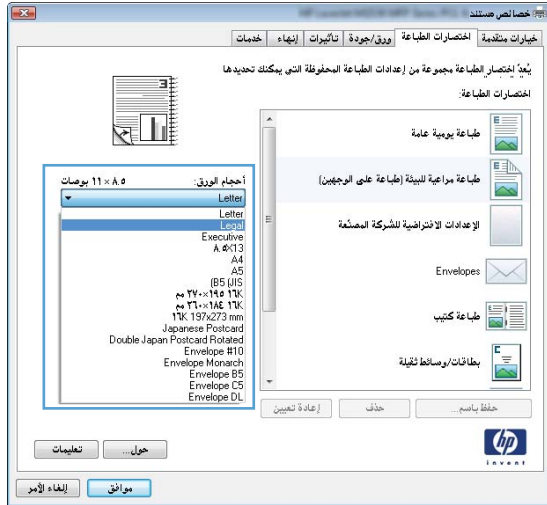 خصائص مستند
خيارات متقدمة
اختصارات الطباعة
ورق/جودة
تأثيرات
إنهاء
خدمات
يُعدّ اختصار الطباعة مجموعة من إعدادات الطباعة المحفوظة التي يمكنك تحديدها
اختصارات الطباعة:
طباعة يومية عامة
طباعة مراعية للبيئة (طباعة على الوجهين)
الإعدادات الافتراضية للشركة المصنّعة
Envelopes
طباعة كتيب
بطاقات/وسائط ثقيلة
أحجام الورق:
٨.٥ × ١١ بوصات
Letter
Letter
Legal
Executive
٨.٥X13
A4
A5
(B5 (JIS
١٦K ١٩٥×٢٧٠ مم
١٦K ١٨٤×٢٦٠ مم
١٦K 197x273 mm
Japanese Postcard
Double Japan Postcard Rotated
Envelope #10
Envelope Monarch
Envelope B5
Envelope C5
Envelope DL
حفظ باسم...
حذف
إعادة تعيين
hp
invent
حول...
تعليمات
موافق
إلغاء الأمر